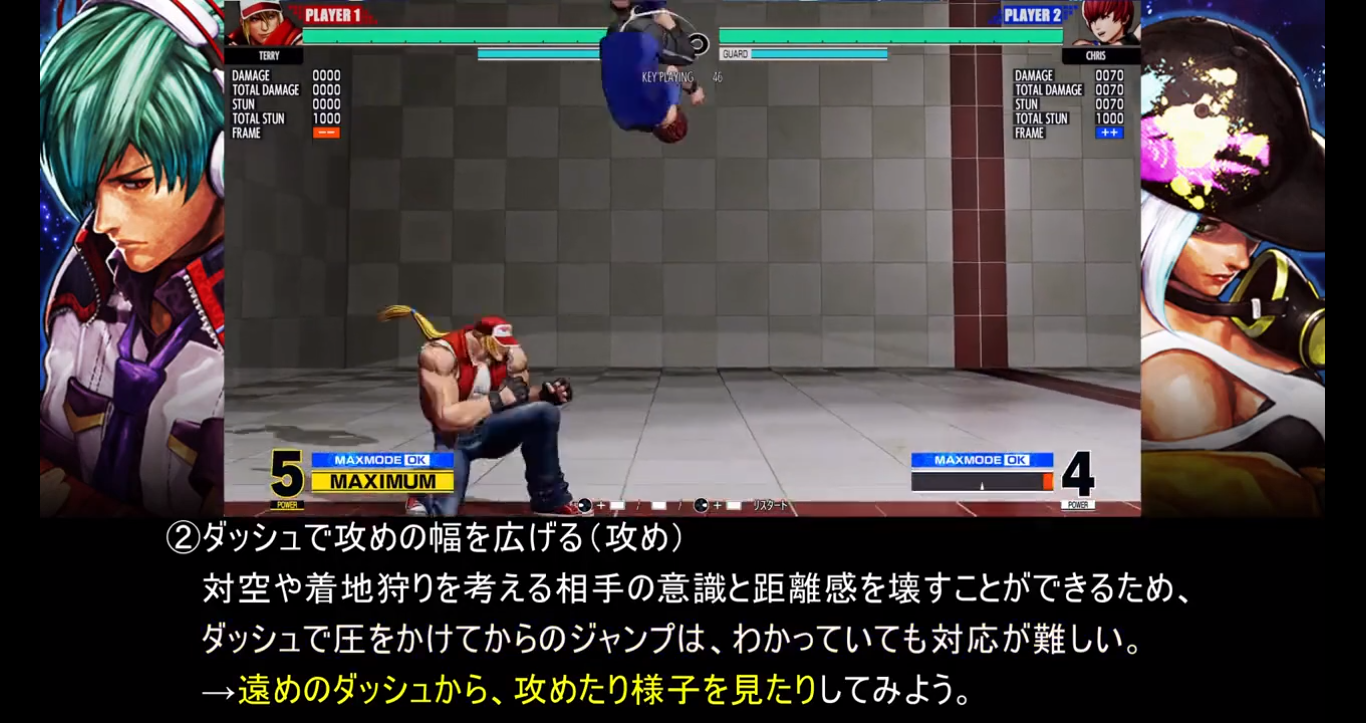 PLAYER 1
PLAYER 2
TERRY
CHRIS
GUARD
KEY PLAYING 46
DAMAGE 0000
TOTAL DAMAGE 0000
STUN 0000
TOTAL STUN 1000
FRAME --
DAMAGE 0070
TOTAL DAMAGE 0070
STUN 0070
TOTAL STUN 1000
FRAME ++
5
POWER
MAXMODE OK
MAXIMUM
MAXMODE OK
4
POWER
+ / / + リスタート
②ダッシュで攻めの幅を広げる（攻め）
対空や着地狩りを考える相手の意識と距離感を壊すことができるため、
ダッシュで圧をかけてからのジャンプは、わかっていても対応が難しい。
→遠めのダッシュから、攻めたり様子を見たりしてみよう。